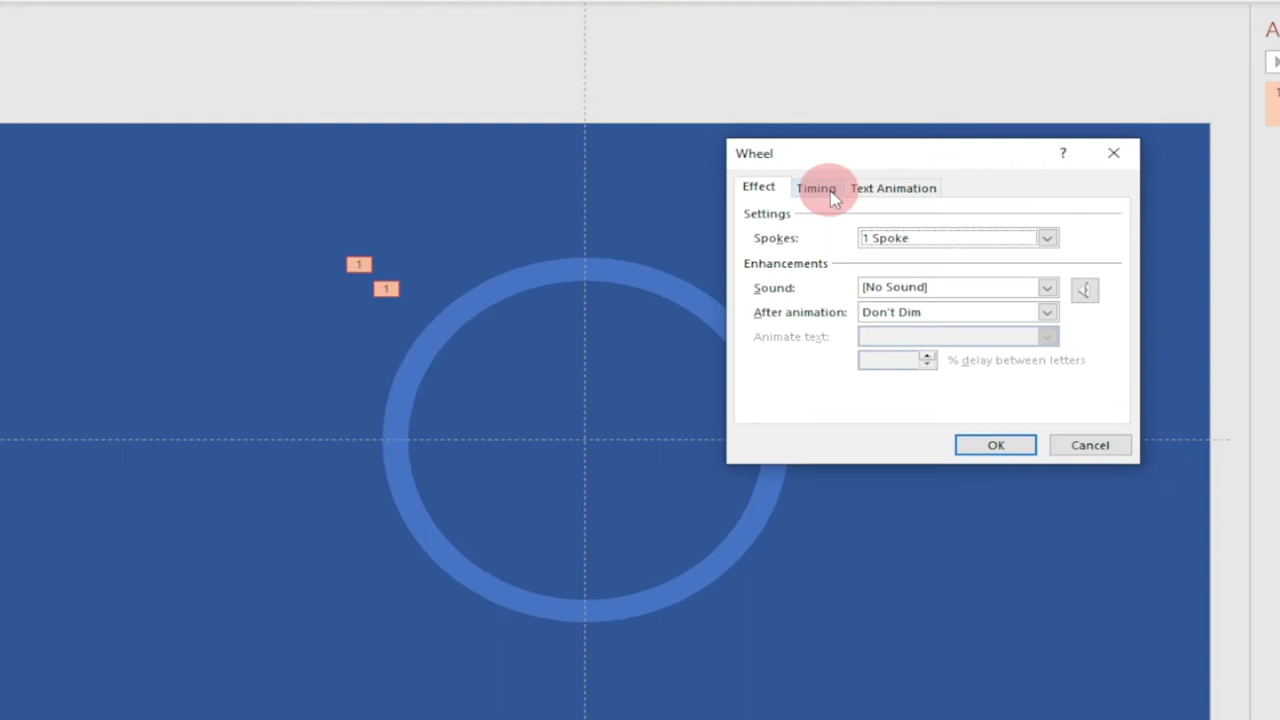 A
Wheel
?
Effect Timing Text Animation
1
Settings
Spokes: 1 Spoke
Enhancements
1
Sound: [No Sound]
1
After animation: Don't Dim
Animate text:
% delay between letters
OK Cancel